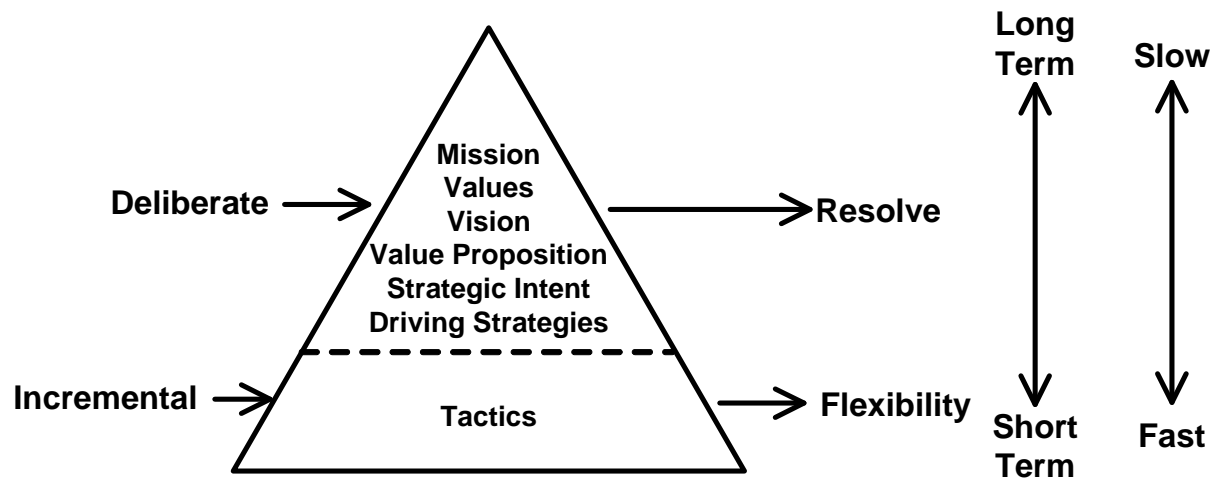 Long
Term
Slow
Mission
Values
Vision
Value Proposition
Strategic Intent
Driving Strategies
Deliberate
Resolve
Incremental
Tactics
Flexibility
Short
Term
Fast